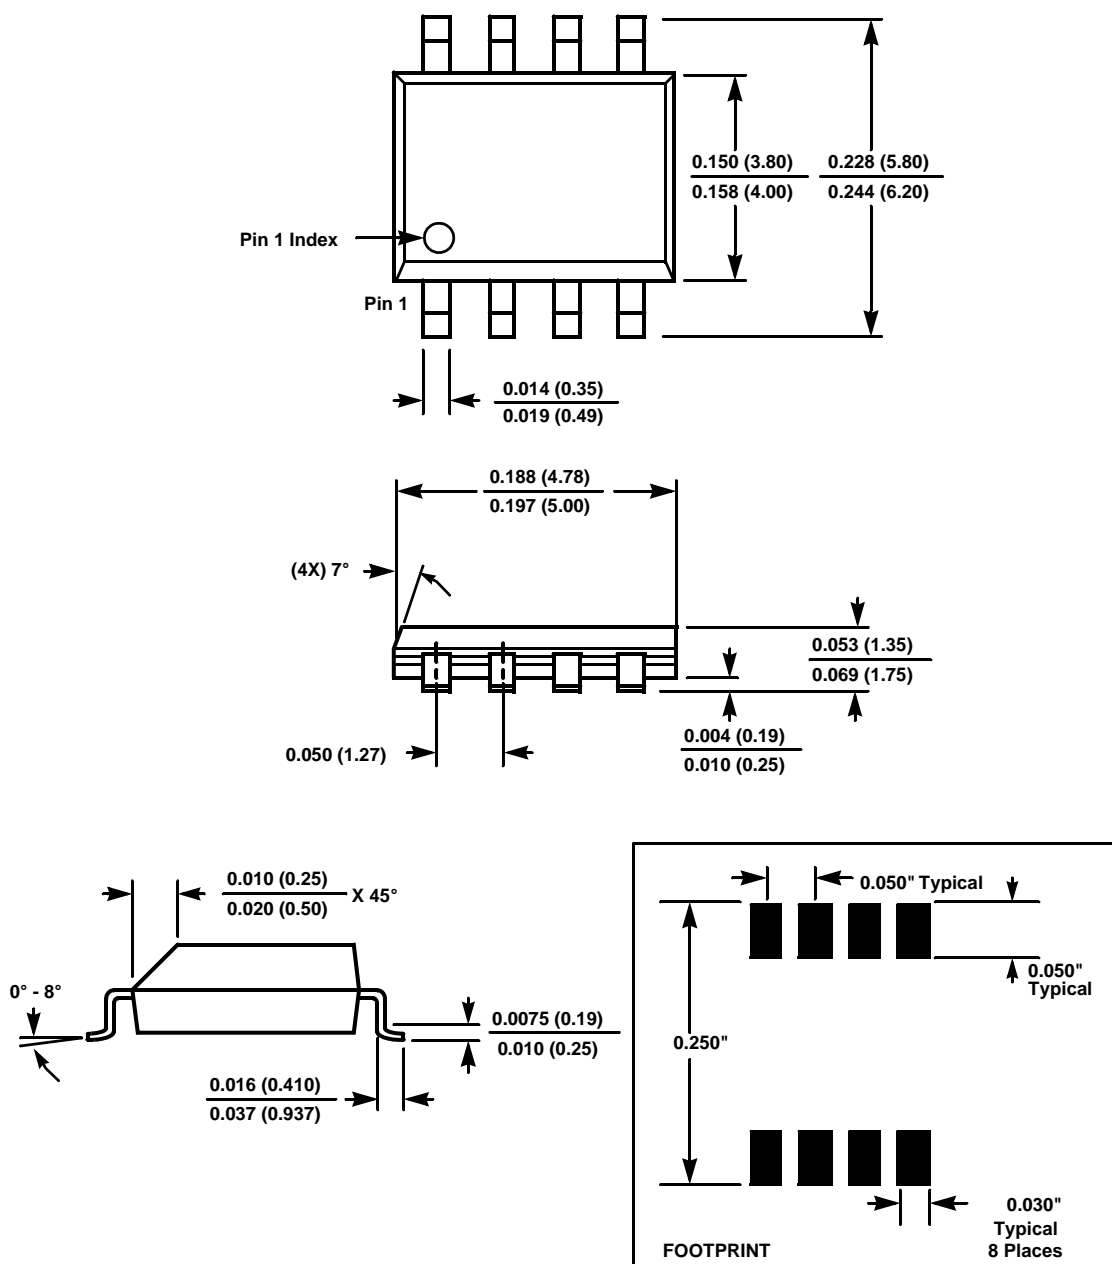 0.150 (3.80)
0.158 (4.00)
0.228 (5.80)
0.244 (6.20)
Pin 1 Index
Pin 1
0.014 (0.35)
0.019 (0.49)
0.188 (4.78)
0.197 (5.00)
(4X) 7°
0.053 (1.35)
0.069 (1.75)
0.004 (0.19)
0.010 (0.25)
0.050 (1.27)
0.010 (0.25)
0.020 (0.50)
X 45°
0° - 8°
0.0075 (0.19)
0.010 (0.25)
0.016 (0.410)
0.037 (0.937)
0.050" Typical
0.050"
Typical
0.250"
0.030"
Typical
8 Places
FOOTPRINT